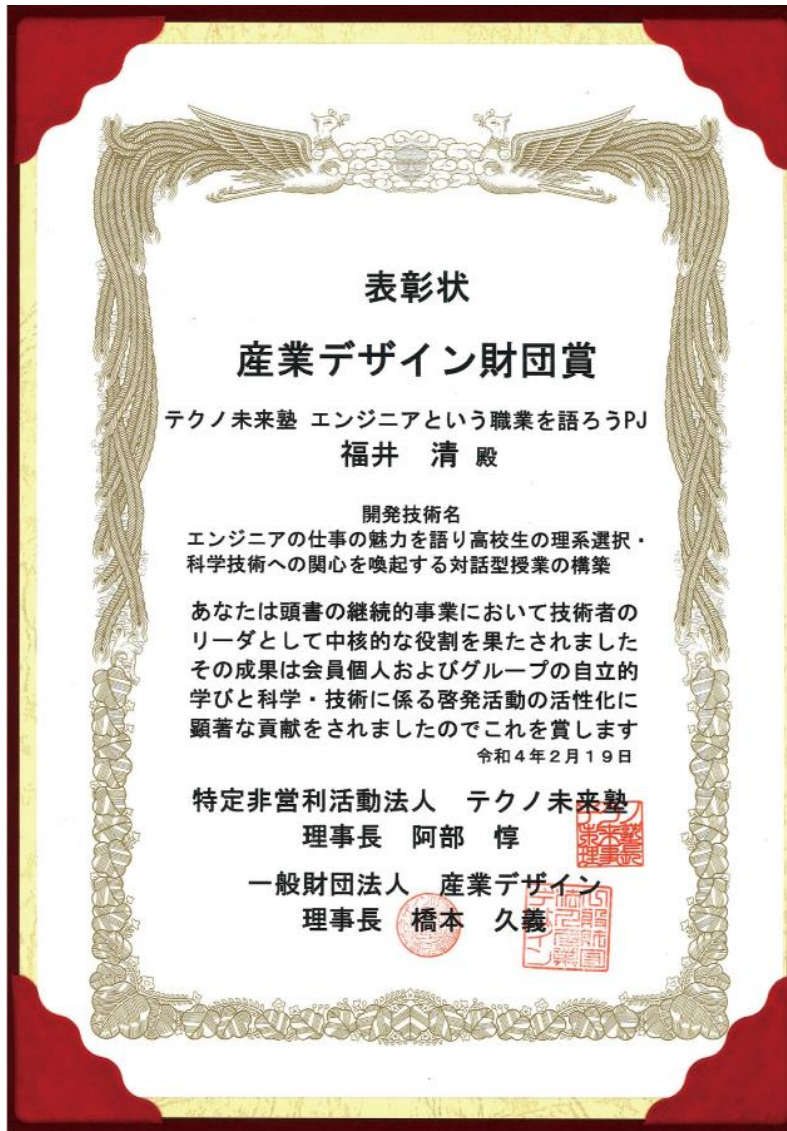 表彰状
産業デザイン財団賞
テクノ未来塾 エンジニアという職業を語ろうPJ
福井 清 殿
開発技術名
エンジニアの仕事の魅力を語り高校生の理系選択・
科学技術への関心を喚起する対話型授業の構築
あなたは頭書の継続的事業において技術者の
リーダとして中核的な役割を果たされました
その成果は会員個人およびグループの自立的
学びと科学・技術に係る啓発活動の活性化に
顕著な貢献をされましたのでこれを賞します
令和4年2月19日
特定非営利活動法人 テクノ未来塾
理事長 阿部 惇
一般財団法人 産業デザイン
理事長 橋本 久義